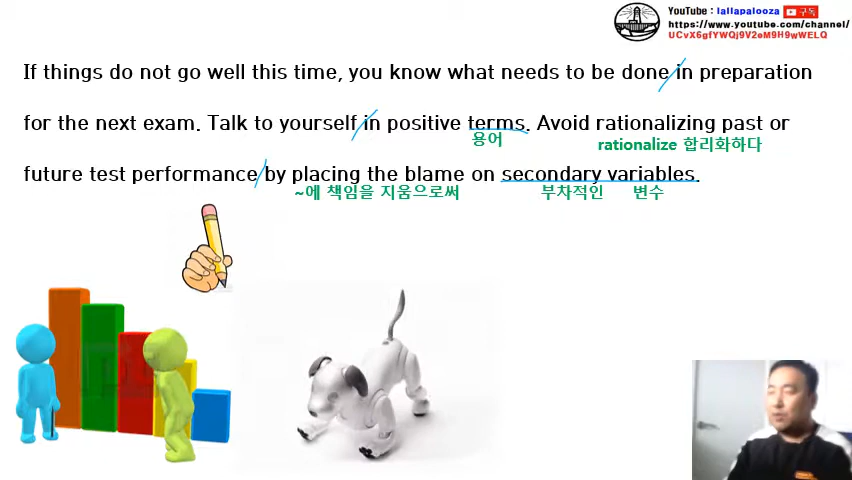 YouTube : lallapalooza 구독
https://www.youtube.com/channel/
UCvX6gfYWQj9V2eM9H9wWELQ
If things do not go well this time, you know what needs to be done in preparation
for the next exam. Talk to yourself in positive terms. Avoid rationalizing past or
용어
rationalize 합리화하다
future test performance by placing the blame on secondary variables.
~에 책임을 지움으로써
부차적인 변수